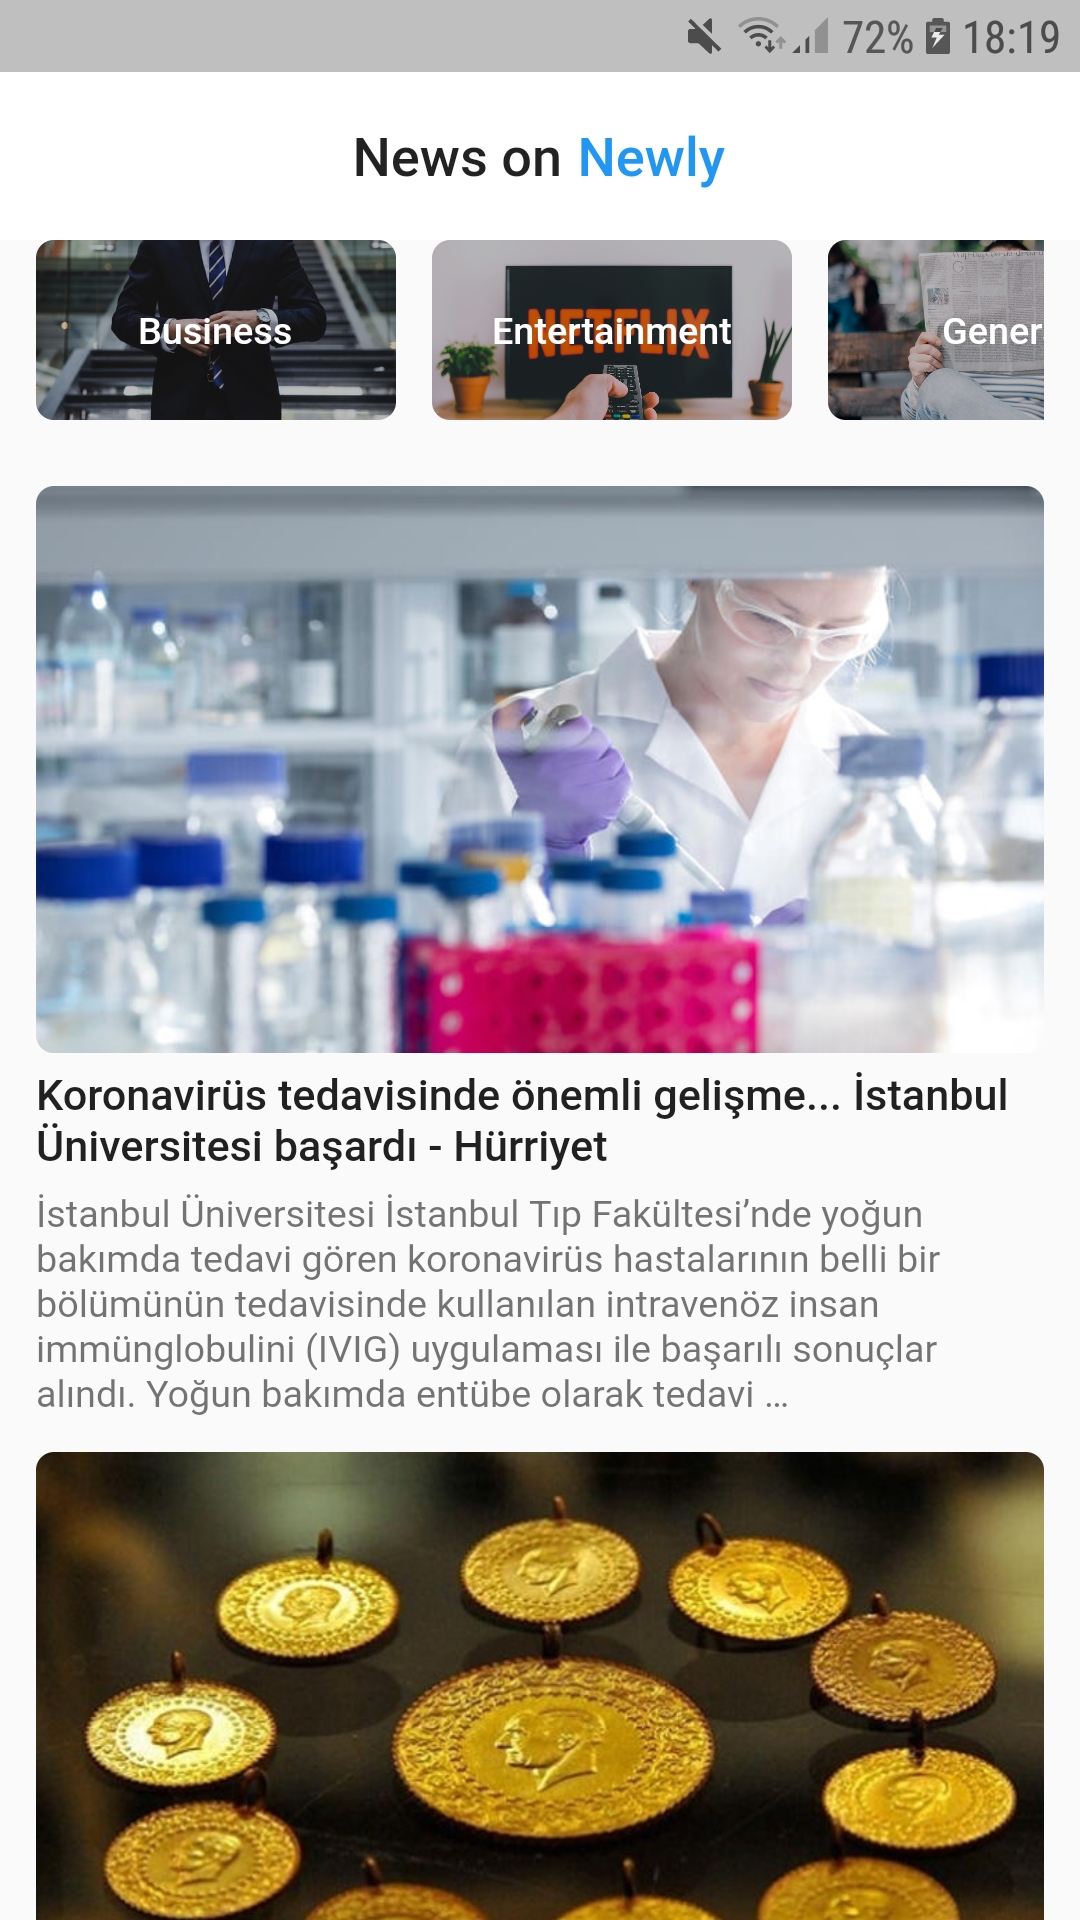 72% 18:19
News on Newly
Business
NETFLIX
Entertainment
Gener
Koronavirüs tedavisinde önemli gelişme... İstanbul
Üniversitesi başardı - Hürriyet
İstanbul Üniversitesi İstanbul Tıp Fakültesi’nde yoğun
bakımda tedavi gören koronavirüs hastalarının belli bir
bölümünün tedavisinde kullanılan intravenöz insan
immünglobulini (IVIG) uygulaması ile başarılı sonuçlar
alındı. Yoğun bakımda entübe olarak tedavi …